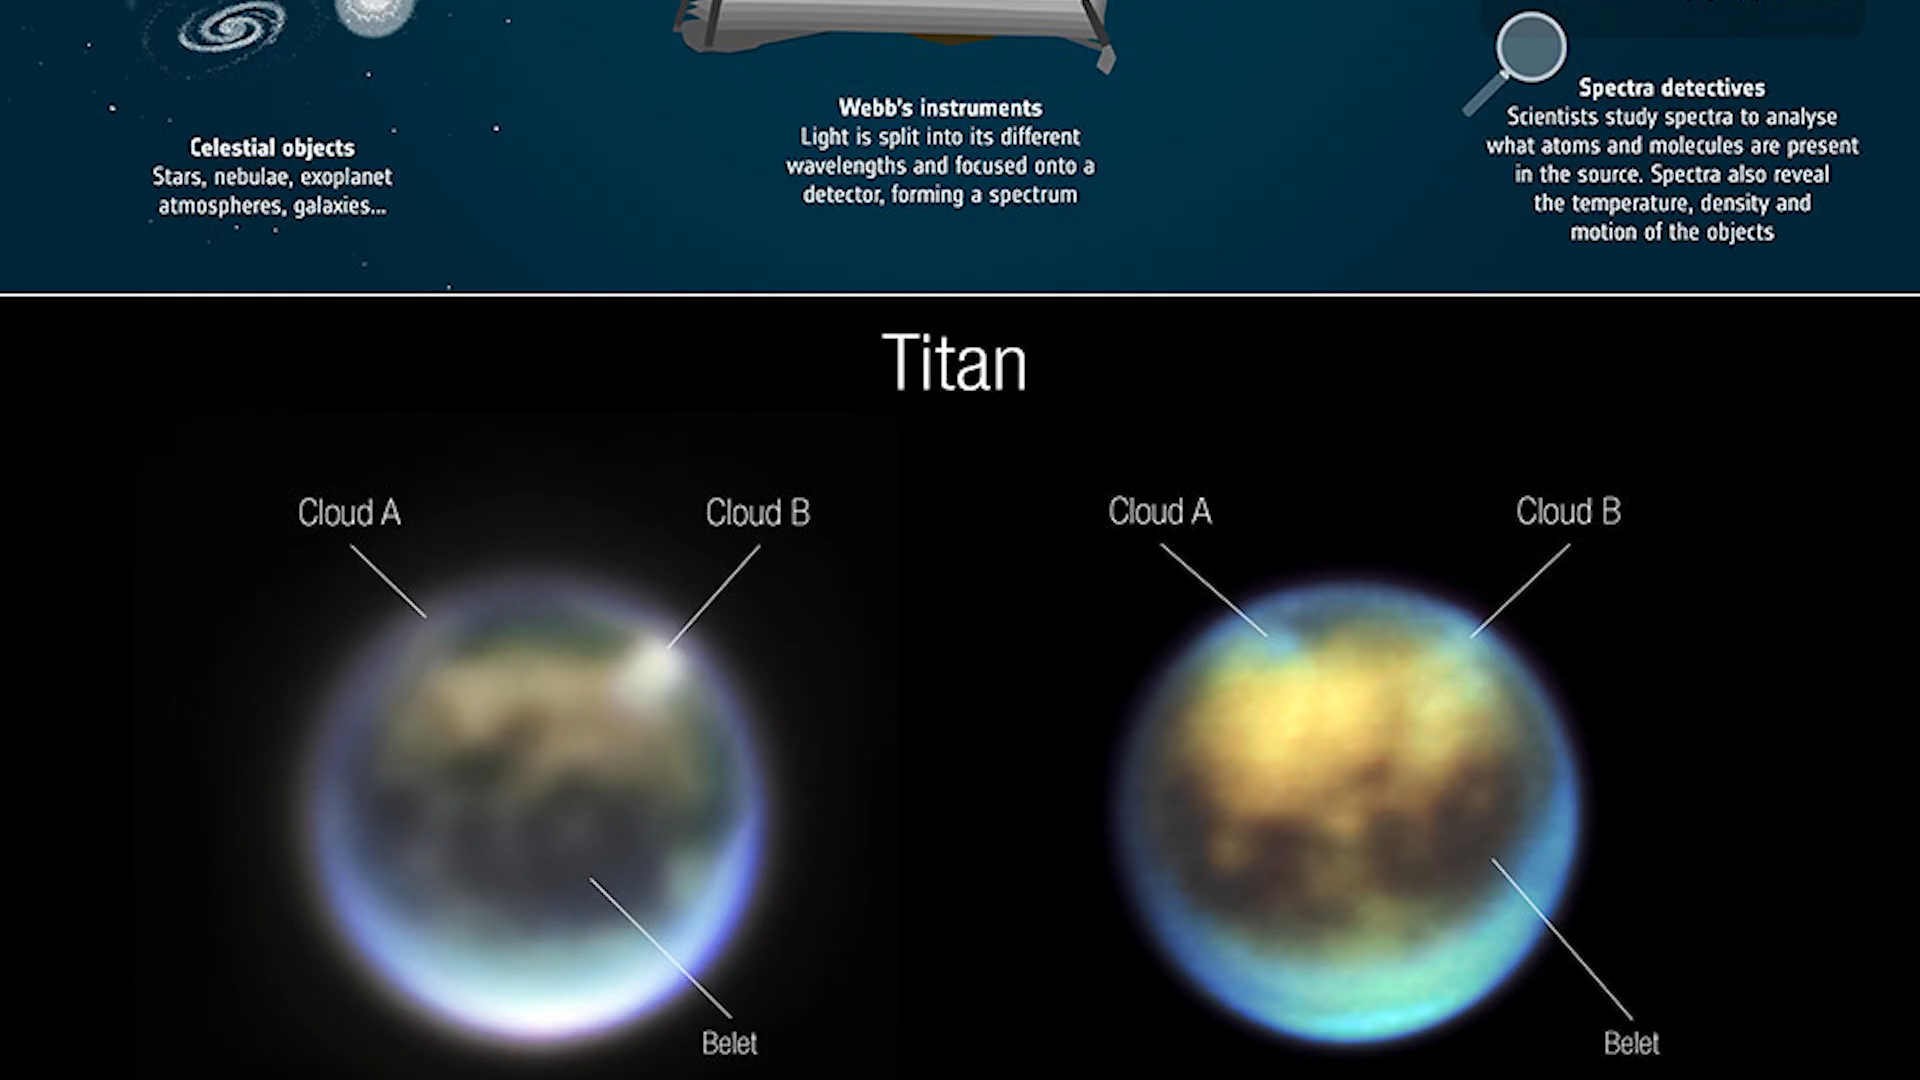 Celestial objects
Stars, nebulae, exoplanet
atmospheres, galaxies...
Webb's instruments
Light is split into its different
wavelengths and focused onto a
detector, forming a spectrum
Spectra detectives
Scientists study spectra to analyse
what atoms and molecules are present
in the source. Spectra also reveal
the temperature, density and
motion of the objects
Titan
Cloud A
Cloud B
Cloud A
Cloud B
Belet
Belet